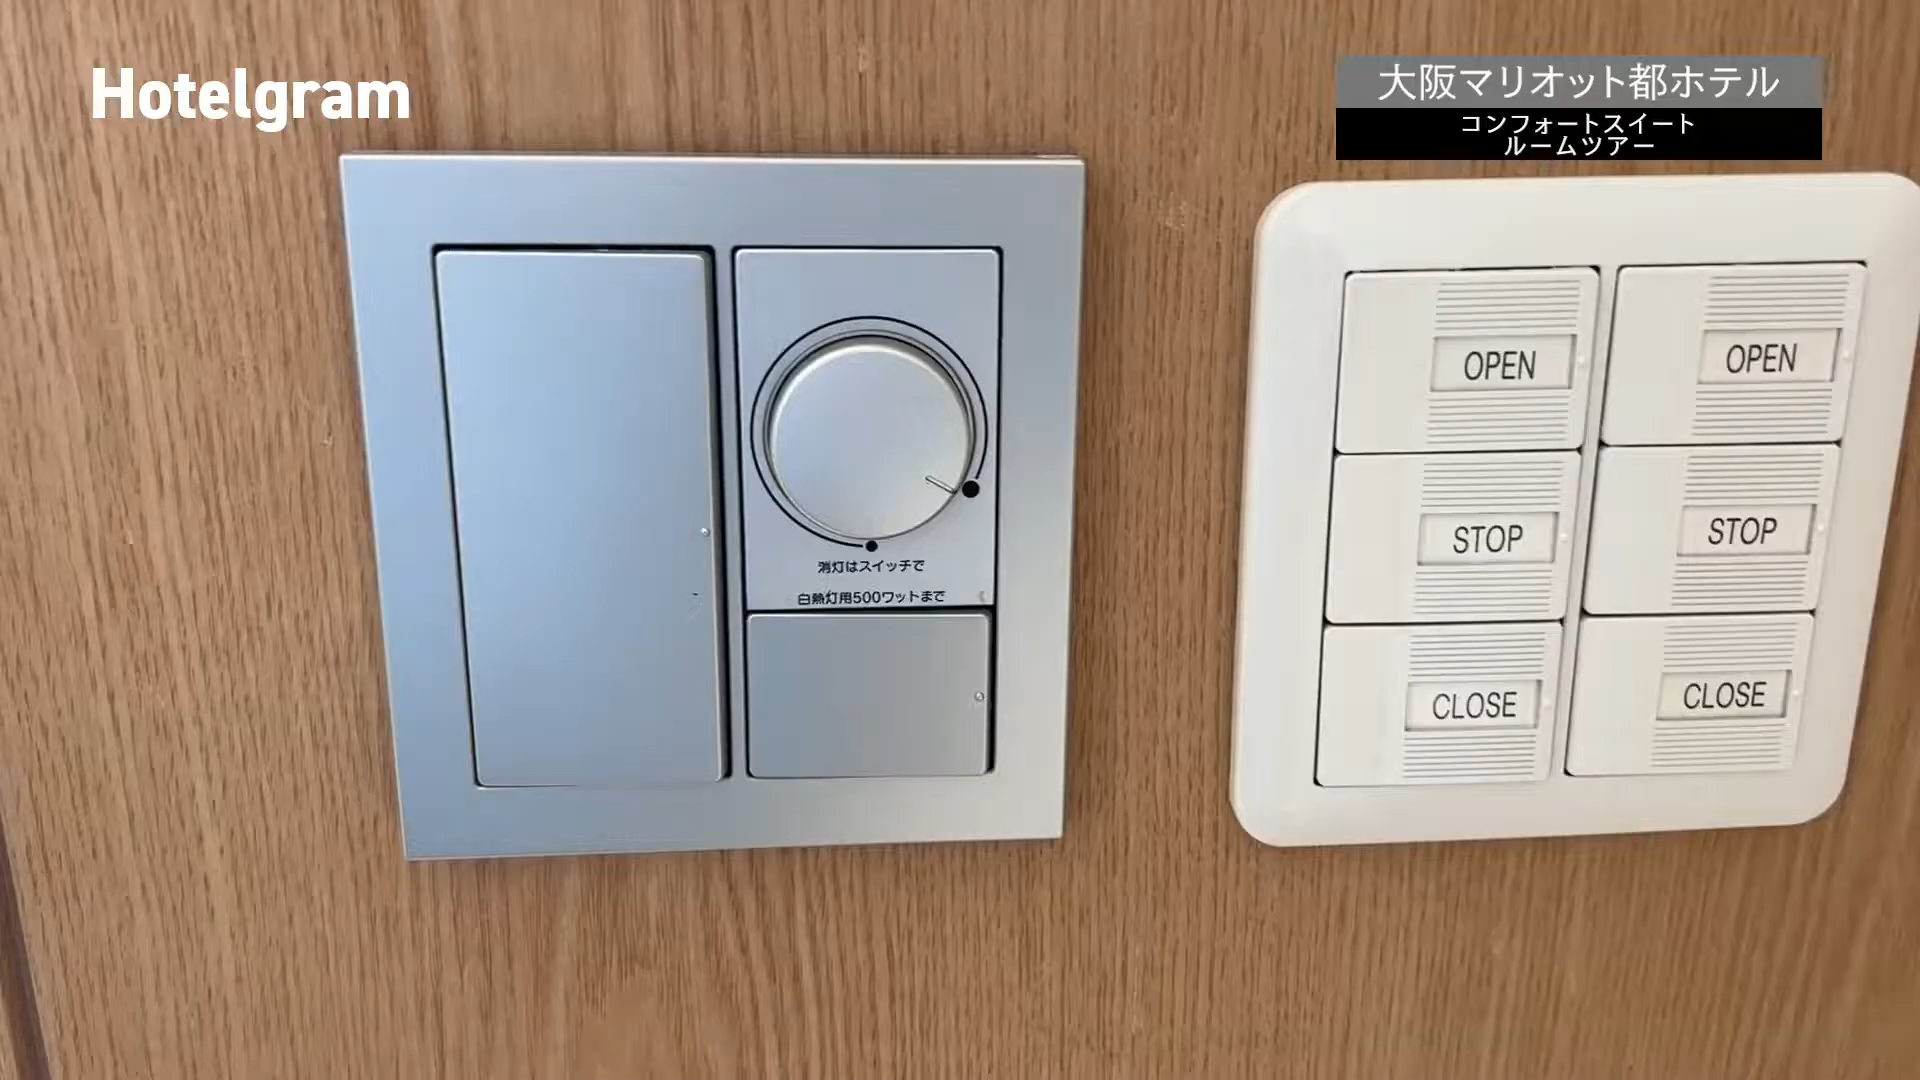 Hotelgram
大阪マリオット都ホテル
コンフォートスイート
ルームツアー
消灯はスイッチで
白熱灯用500ワットまで
OPEN
OPEN
STOP
STOP
CLOSE
CLOSE